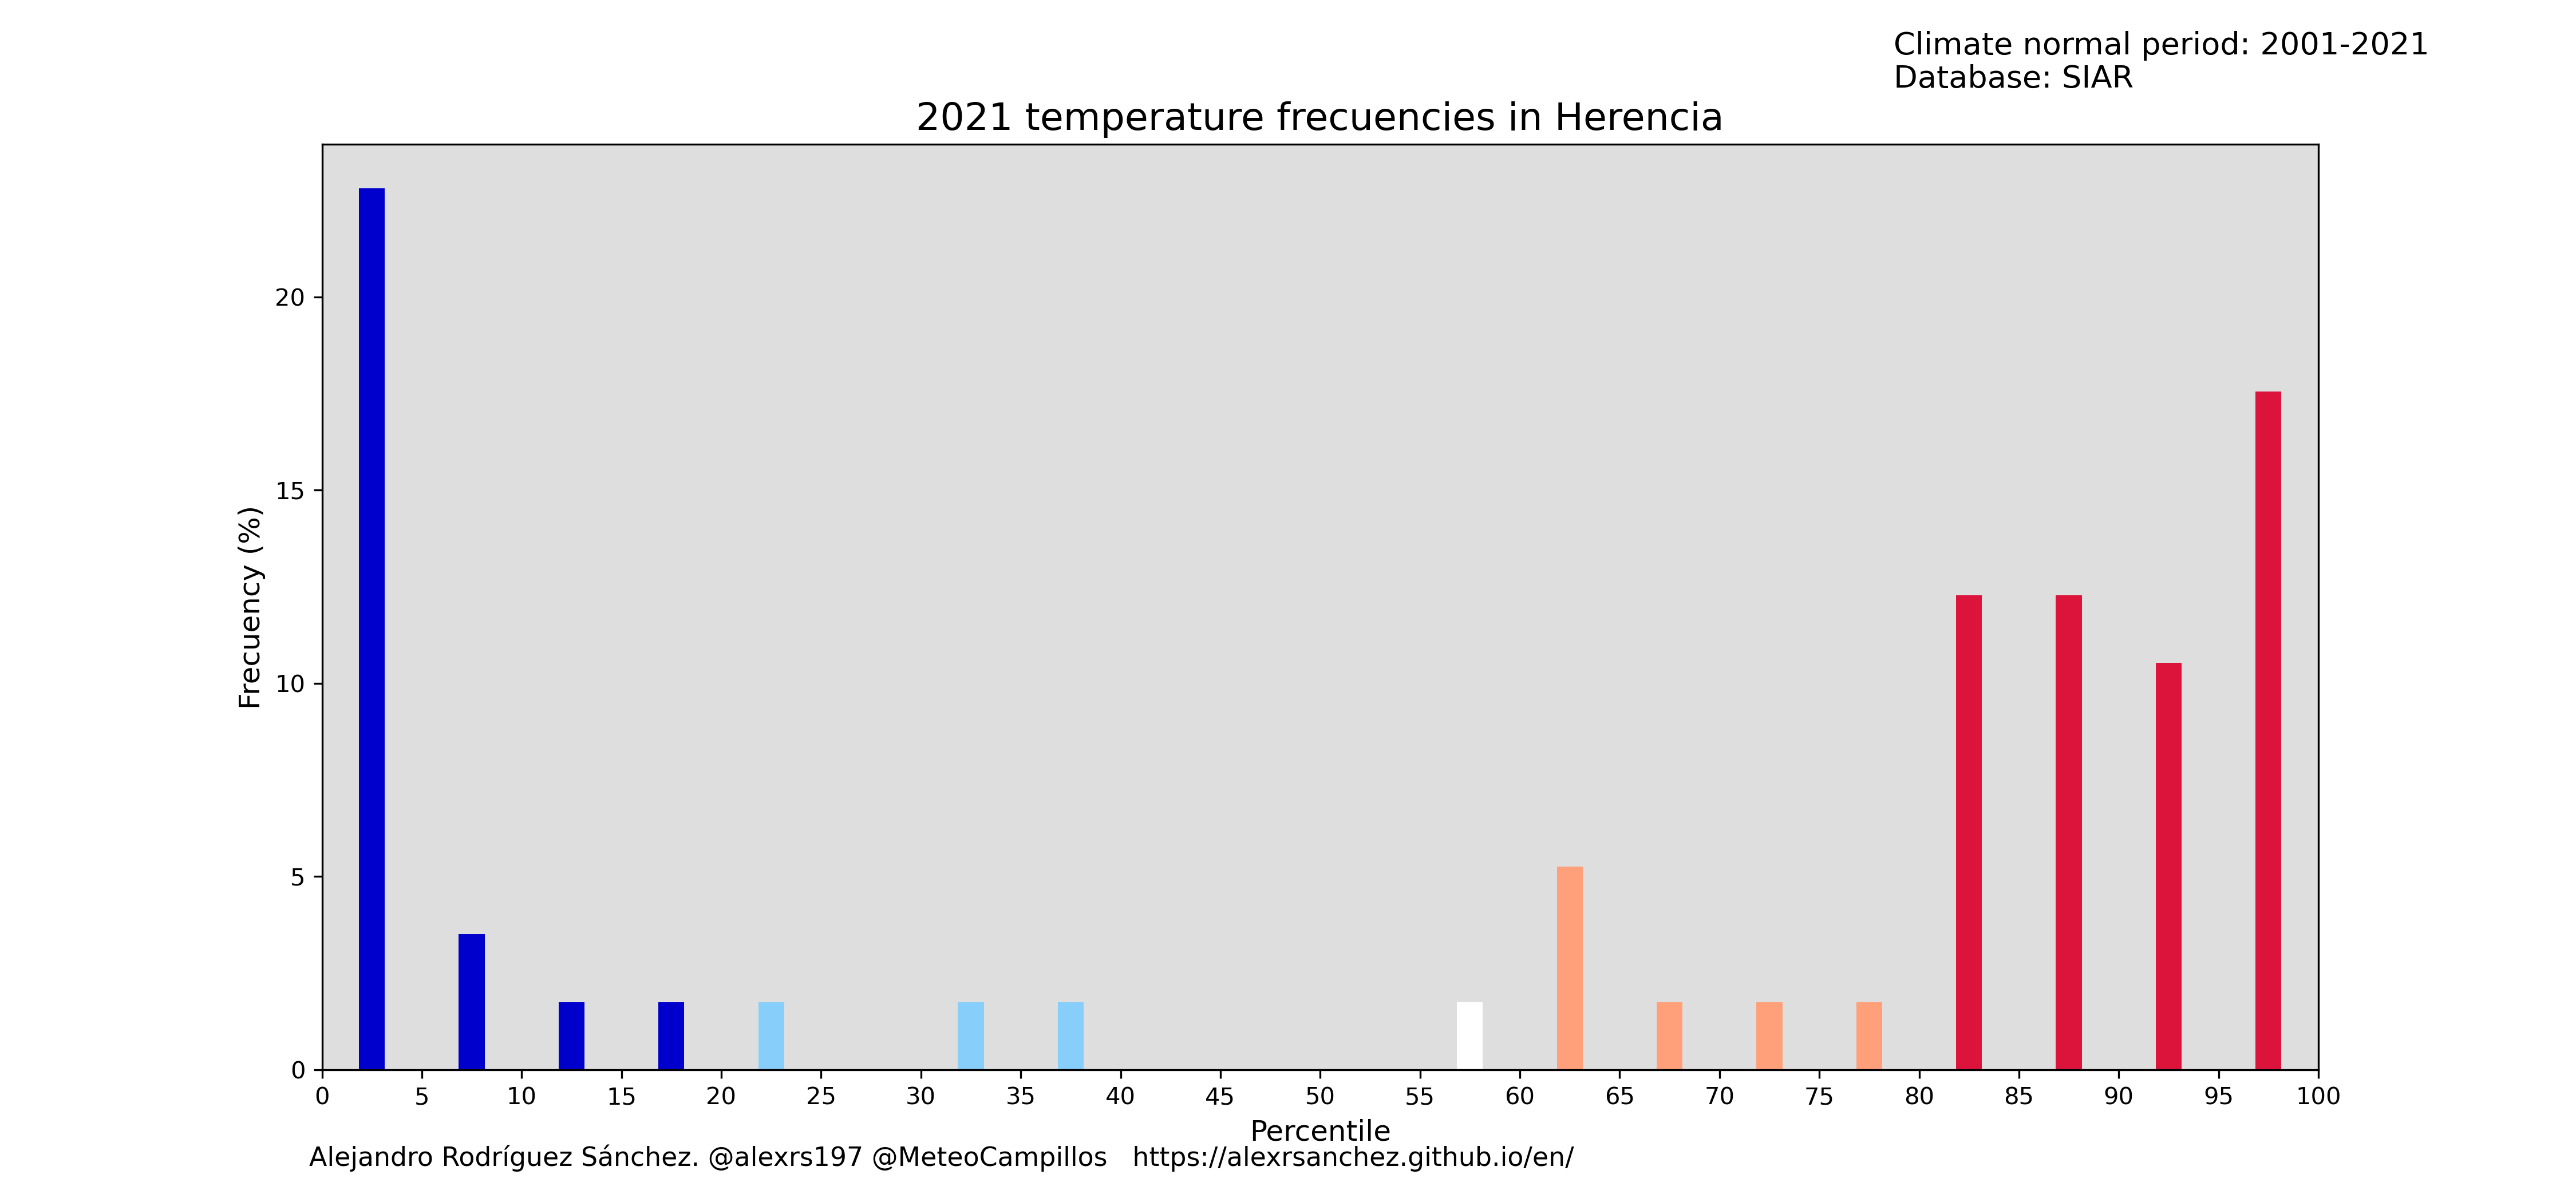 Climate normal period: 2001-2021
Database: SIAR
2021 temperature frecuencies in Herencia
Frecuency (%)
20
15
10
5
0
0 5 10 15 20 25 30 35 40 45 50 55 60 65 70 75 80 85 90 95 100
Percentile
Alejandro Rodríguez Sánchez. @alexrs197 @MeteoCampillos https://alexrsanchez.github.io/en/